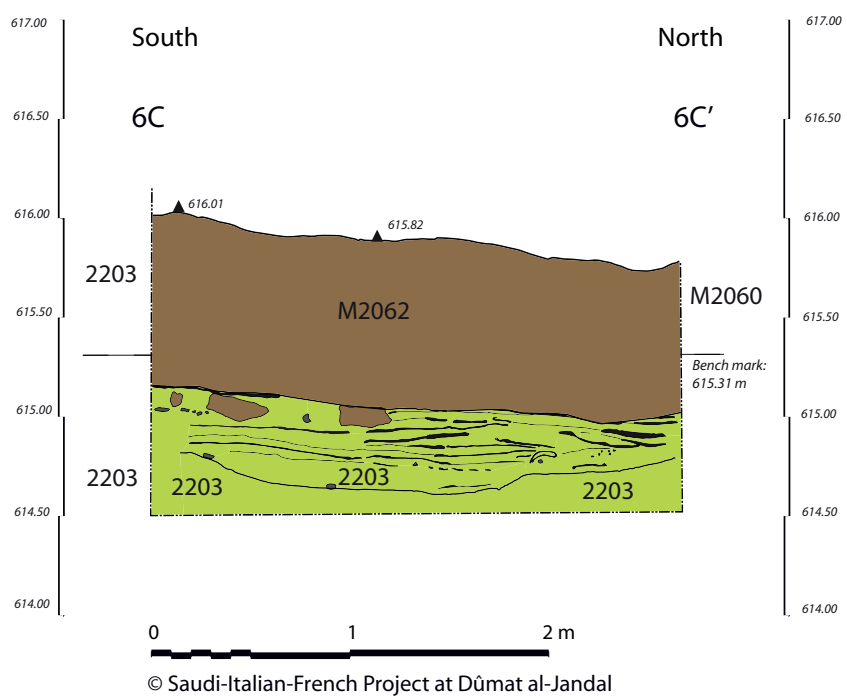 617.00
617.00
South
North
616.50
6C
6C’
616.50
616.00
616.01
615.82
616.00
2203
M2062
M2060
615.50
615.50
Bench mark:
615.31 m
615.00
615.00
2203
2203
2203
2203
614.50
614.50
614.00
614.00
0
1
2 m
© Saudi-Italian-French Project at Dûmat al-Jandal